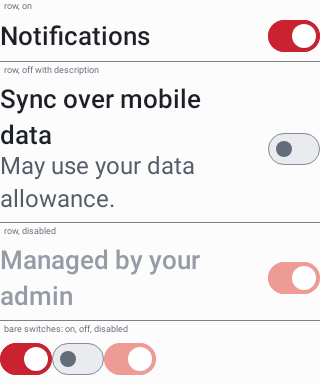 row, on
Notifications
row, off with description
Sync over mobile
data
May use your data
allowance.
row, disabled
Managed by your
admin
bare switches: on, off, disabled